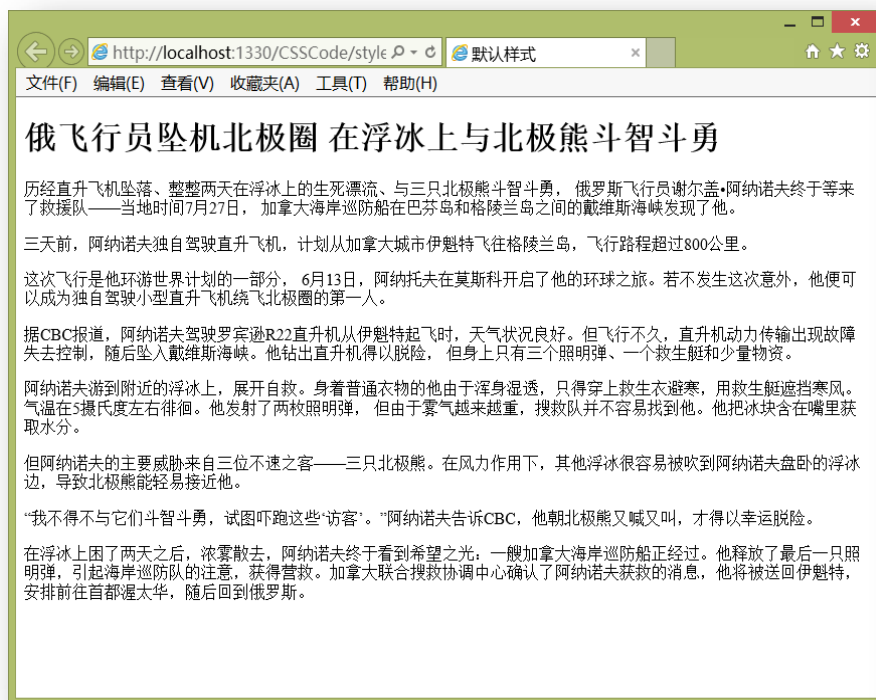 http://localhost:1330/CSSCode/style
默认样式
文件(F) 编辑(E) 查看(V) 收藏夹(A) 工具(T) 帮助(H)
俄飞行员坠机北极圈 在浮冰上与北极熊斗智斗勇
历经直升飞机坠落、整整两天在浮冰上的生死漂流、与三只北极熊斗智斗勇， 俄罗斯飞行员谢尔盖•阿纳诺夫终于等来
了救援队——当地时间7月27日， 加拿大海岸巡防船在巴芬岛和格陵兰岛之间的戴维斯海峡发现了他。
三天前，阿纳诺夫独自驾驶直升飞机，计划从加拿大城市伊魁特飞往格陵兰岛，飞行路程超过800公里。
这次飞行是他环游世界计划的一部分， 6月13日，阿纳托夫在莫斯科开启了他的环球之旅。若不发生这次意外，他便可
以成为独自驾驶小型直升飞机绕飞北极圈的第一人。
据CBC报道，阿纳诺夫驾驶罗宾逊R22直升机从伊魁特起飞时，天气状况良好。但飞行不久，直升机动力传输出现故障
失去控制，随后坠入戴维斯海峡。他钻出直升机得以脱险， 但身上只有三个照明弹、一个救生艇和少量物资。
阿纳诺夫游到附近的浮冰上，展开自救。身着普通衣物的他由于浑身湿透，只得穿上救生衣避寒，用救生艇遮挡寒风。
气温在5摄氏度左右徘徊。他发射了两枚照明弹， 但由于雾气越来越重，搜救队并不容易找到他。他把冰块含在嘴里获
取水分。
但阿纳诺夫的主要威胁来自三位不速之客——三只北极熊。在风力作用下，其他浮冰很容易被吹到阿纳诺夫盘卧的浮冰
边，导致北极熊能轻易接近他。
“我不得不与它们斗智斗勇，试图吓跑这些‘访客’。”阿纳诺夫告诉CBC，他朝北极熊又喊又叫，才得以幸运脱险。
在浮冰上困了两天之后，浓雾散去，阿纳诺夫终于看到希望之光：一艘加拿大海岸巡防船正经过。他释放了最后一只照
明弹，引起海岸巡防队的注意，获得营救。加拿大联合搜救协调中心确认了阿纳诺夫获救的消息，他将被送回伊魁特，
安排前往首都渥太华，随后回到俄罗斯。